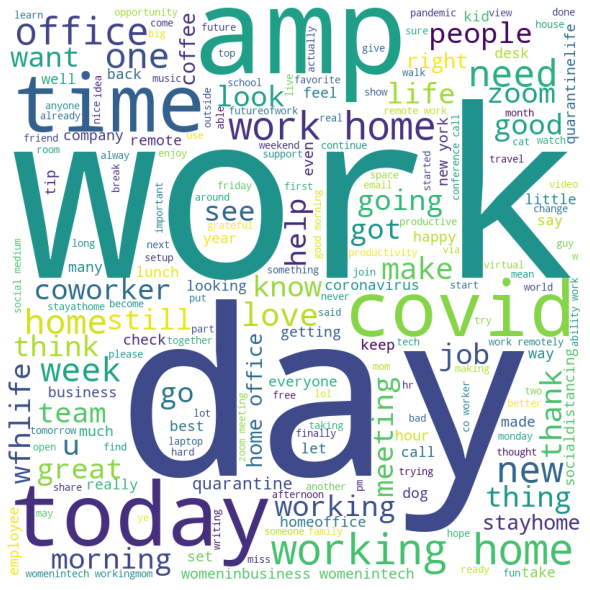 learn
opportunity
come
future
big
idea
nice
music
actually
top
give
pandemic
view
done
house
office
coffee
amp
people
kid
sure
want
one
back
well
right
desk
need
anyone
already
time
look
school
favorite
live
walk
show
outside
life
zoom
quarantinelife
feel
futureofwork
able
use
friend
room
company
remote
work home
real
remote work
month
good
tip
break
alway
enjoy
weekend
support
continue
even
new york
conference call
travel
cat
watch
work
around
friday
first
started
space
email
change
video
important
see
help
going
little
long
grateful
good morning
productive
say
guy
w
many
next
setup
year
something
got
happy
via
social medium
lunch
productivity
join
virtual
mean
coworker
looking
know
make
start
world
ability work
stayathome
become
put
coronavirus
never
covid
try
home
still
part
love
said
tech
work remotely
think
please
together
check
getting
keep
job
way
mom
making
two
week
business
go
home office
everyone
hr
better
wfhlife
day
team
u
lot
best
free
lol
meeting
bad
co worker
monday
thought
thank
socialdistancing
tomorrow
much
laptop
let
zoom meeting
taking
hour
call
made
open
find
hard
finally
new
great
really
quarantine
another
pm
trying
dog
thing
employee
share
today
afternoon
working
may
writing
homeoffice
stayhome
ye
someone
family
hope
morning
set
miss
working home
take
womenintech workingmom
womeninbusiness womenintech
ready
fun